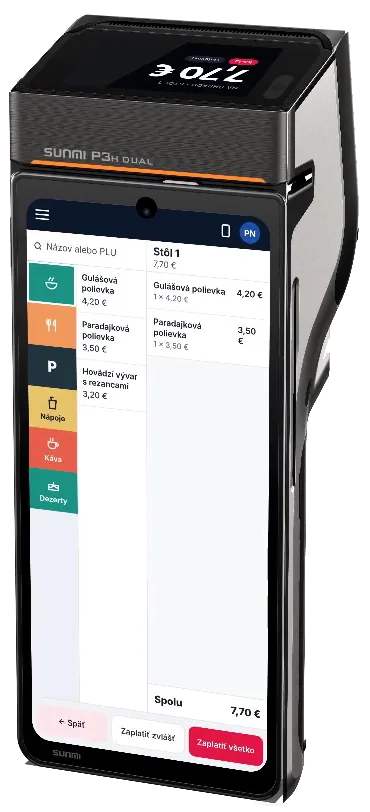 7,70 €
SUNMI P3H DUAL
PN
Názov alebo PLU
Stôl 1
7,70 €
Gulášová
polievka
4,20 €
Paradajková
polievka
3,50 €
Hovädzí vývar
s rezancami
3,20 €
P
Nápoje
Káva
Dezerty
Gulášová polievka 4,20 €
1 × 4,20 €
Paradajková
polievka
3,50
€
1 × 3,50 €
Spolu 7,70 €
← Späť
Zaplatiť zvlášť
Zaplatiť všetko
SUNMI